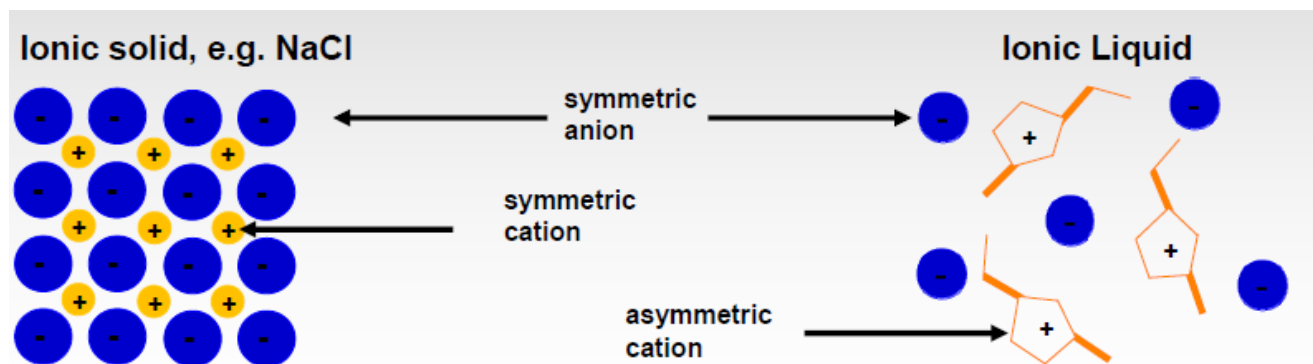 Ionic solid, e.g. NaCl
Ionic Liquid
symmetric
anion
symmetric
cation
asymmetric
cation
- - - -
+ + +
- - - -
+ + +
- - - -
+ + +
- - - -
- + -
- +
- + -